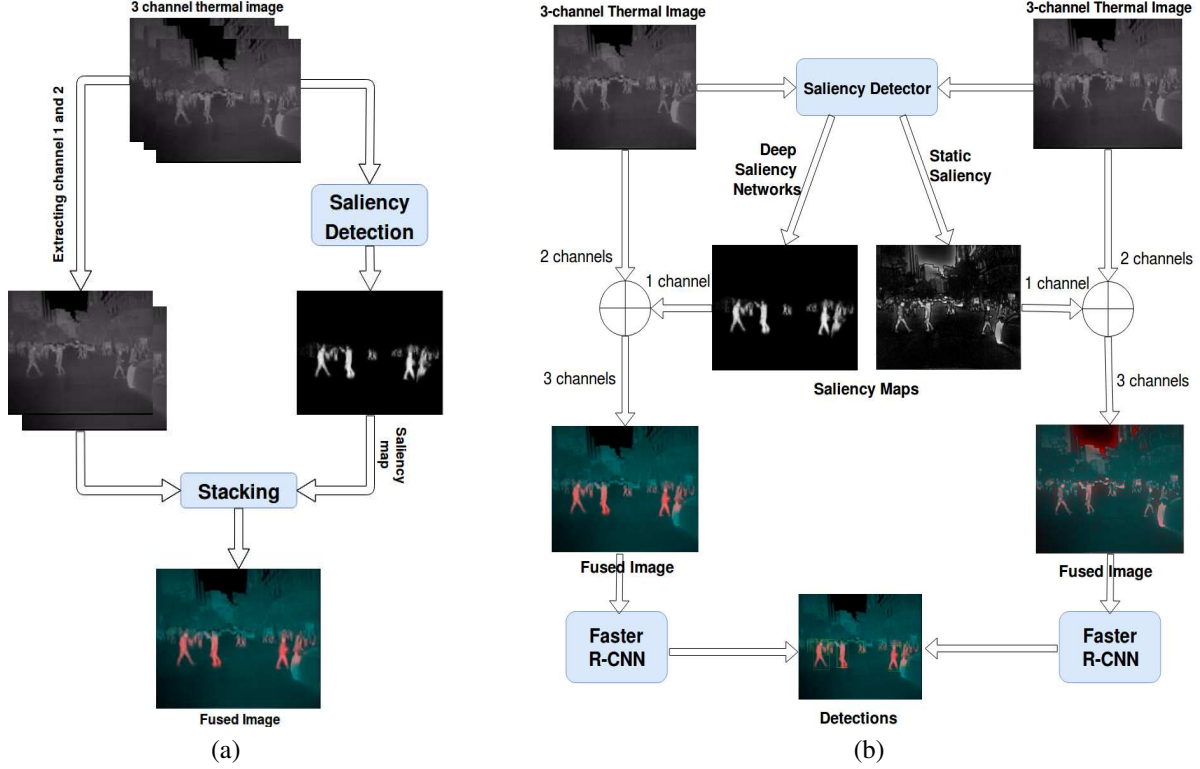 3 channel thermal image
Extracting channel 1 and 2
Saliency
Detection
Saliency
map
Stacking
Fused Image
(a)
3-channel Thermal Image
3-channel Thermal Image
Saliency Detector
Deep
Saliency
Networks
Static
Saliency
2 channels
1 channel
1 channel
2 channels
Saliency Maps
3 channels
3 channels
Fused Image
Fused Image
Faster
R-CNN
Faster
R-CNN
Detections
(b)